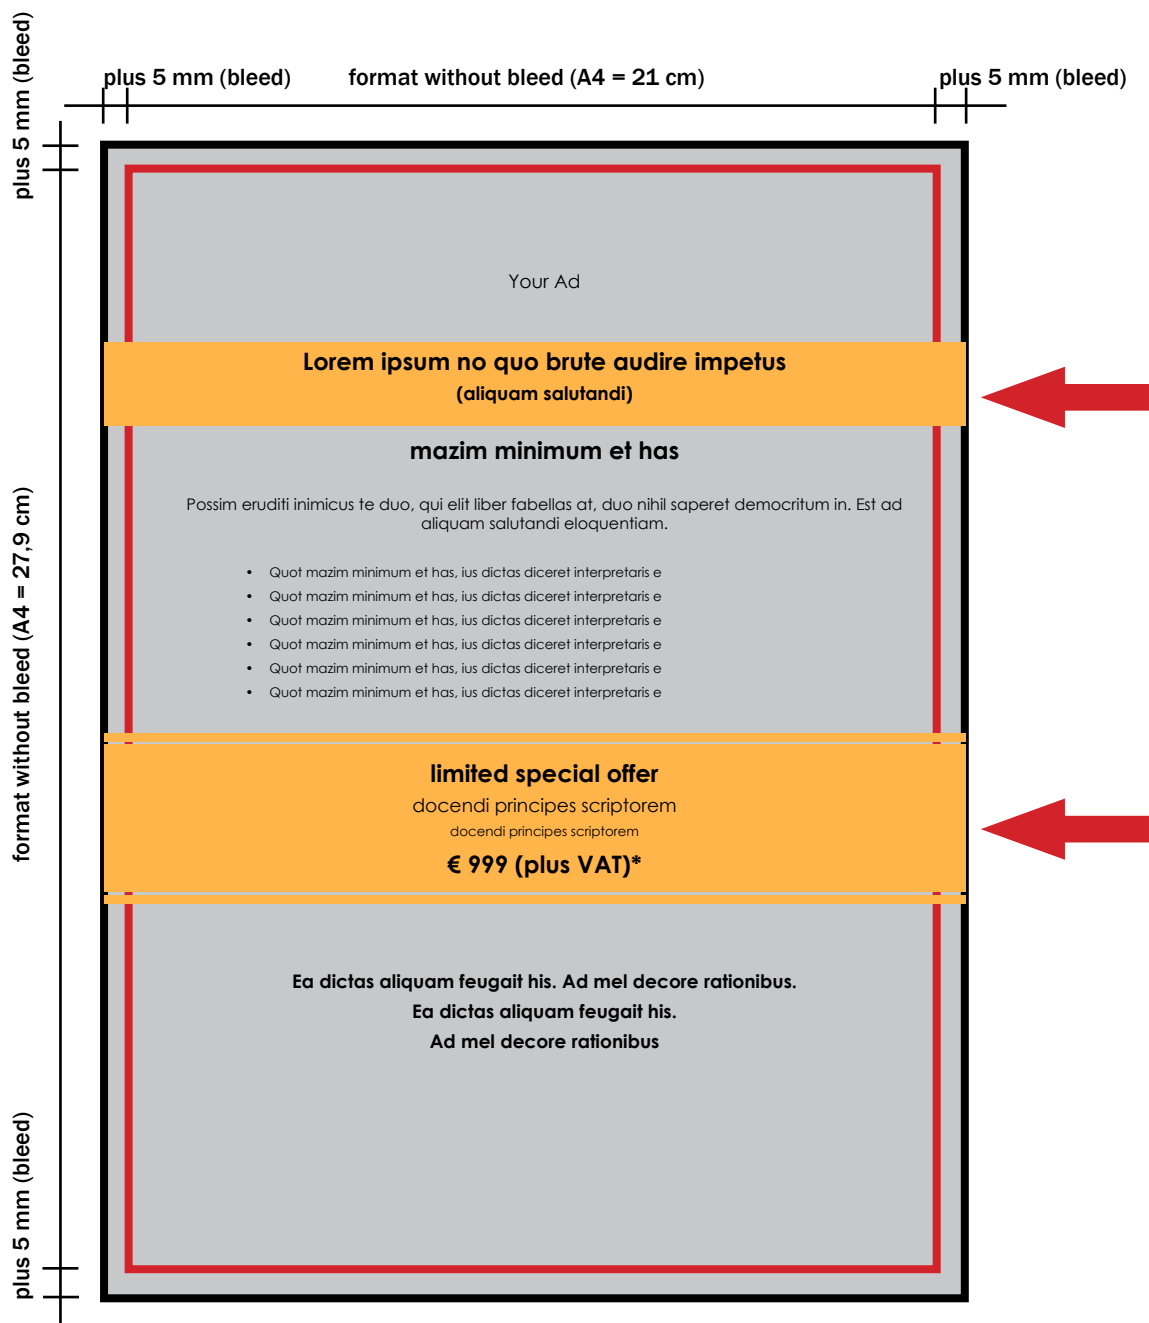 plus 5 mm (bleed)
format without bleed (A4 = 21 cm)
plus 5 mm (bleed)
plus 5 mm (bleed)
format without bleed (A4 = 27,9 cm)
plus 5 mm (bleed)
Your Ad
Lorem ipsum no quo brute audire impetus
(aliquam salutandi)
mazim minimum et has
Possim eruditi inimicus te duo, qui elit liber fabellas at, duo nihil saperet democritum in. Est ad
aliquam salutandi eloquentiam.
• Quot mazim minimum et has, ius dictas diceret interpretaris e
• Quot mazim minimum et has, ius dictas diceret interpretaris e
• Quot mazim minimum et has, ius dictas diceret interpretaris e
• Quot mazim minimum et has, ius dictas diceret interpretaris e
• Quot mazim minimum et has, ius dictas diceret interpretaris e
• Quot mazim minimum et has, ius dictas diceret interpretaris e
limited special offer
docendi principes scriptorem
docendi principes scriptorem
€ 999 (plus VAT)*
Ea dictas aliquam feugait his. Ad mel decore rationibus.
Ea dictas aliquam feugait his.
Ad mel decore rationibus